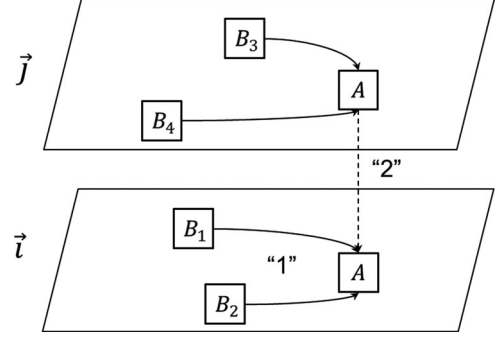 B₃
j⃗
A
B₄
“2”
B₁
i⃗
“1”
A
B₂